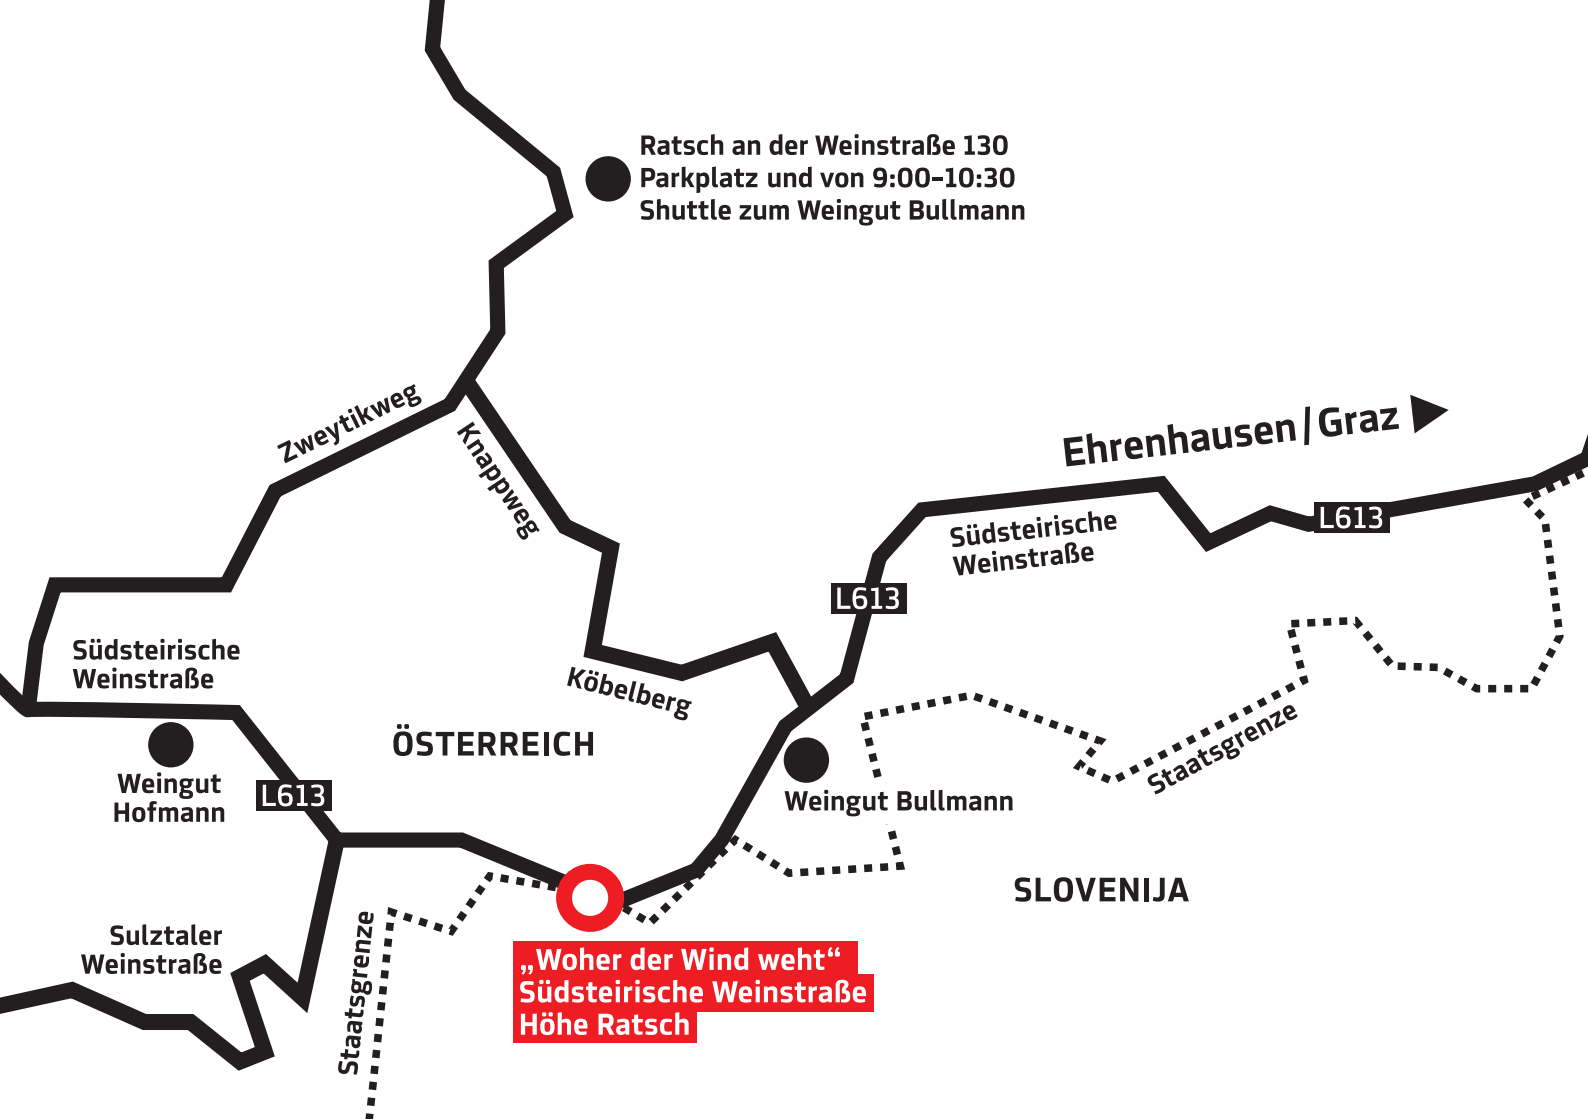 Ratsch an der Weinstraße 130
Parkplatz und von 9:00–10:30
Shuttle zum Weingut Bullmann
Zweytikweg
Knappweg
Ehrenhausen|Graz
L613
Südsteirische
Weinstraße
L613
Südsteirische
Weinstraße
Köbelberg
Staatsgrenze
ÖSTERREICH
Weingut
Hofmann
L613
Weingut Bullmann
SLOVENIJA
Sulztaler
Weinstraße
Staatsgrenze
„Woher der Wind weht“
Südsteirische Weinstraße
Höhe Ratsch